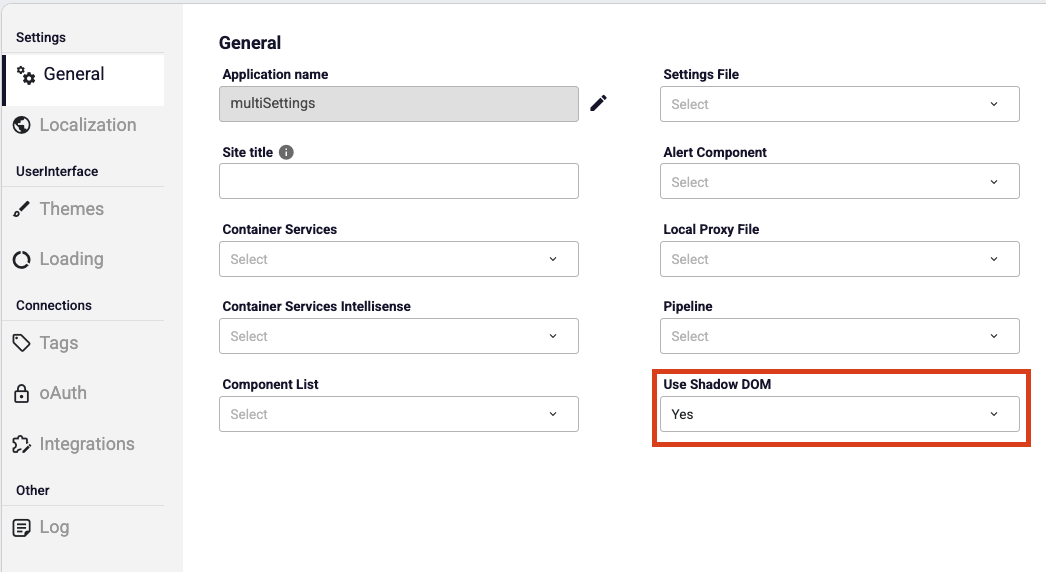 Settings
General
Localization
UserInterface
Themes
Loading
Connections
Tags
oAuth
Integrations
Other
Log
General
Application name
multiSettings
Site title
Container Services
Select
Container Services Intellisense
Select
Component List
Select
Settings File
Select
Alert Component
Select
Local Proxy File
Select
Pipeline
Select
Use Shadow DOM
Yes